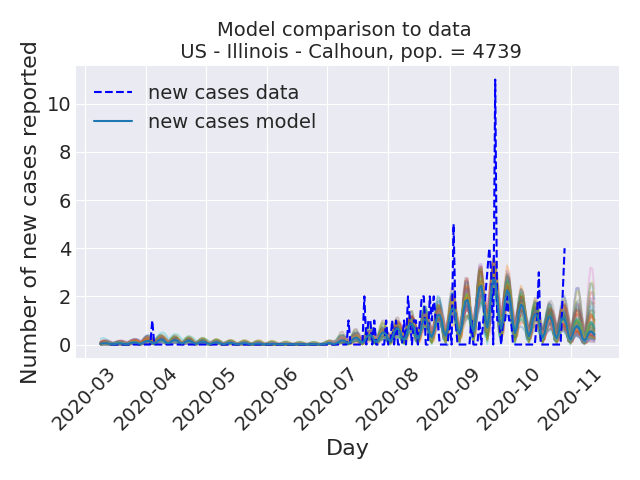 Model comparison to data
US - Illinois - Calhoun, pop. = 4739
Number of new cases reported
10
8
6
4
2
0
new cases data
new cases model
2020-03
2020-04
2020-05
2020-06
2020-07
2020-08
2020-09
2020-10
2020-11
Day